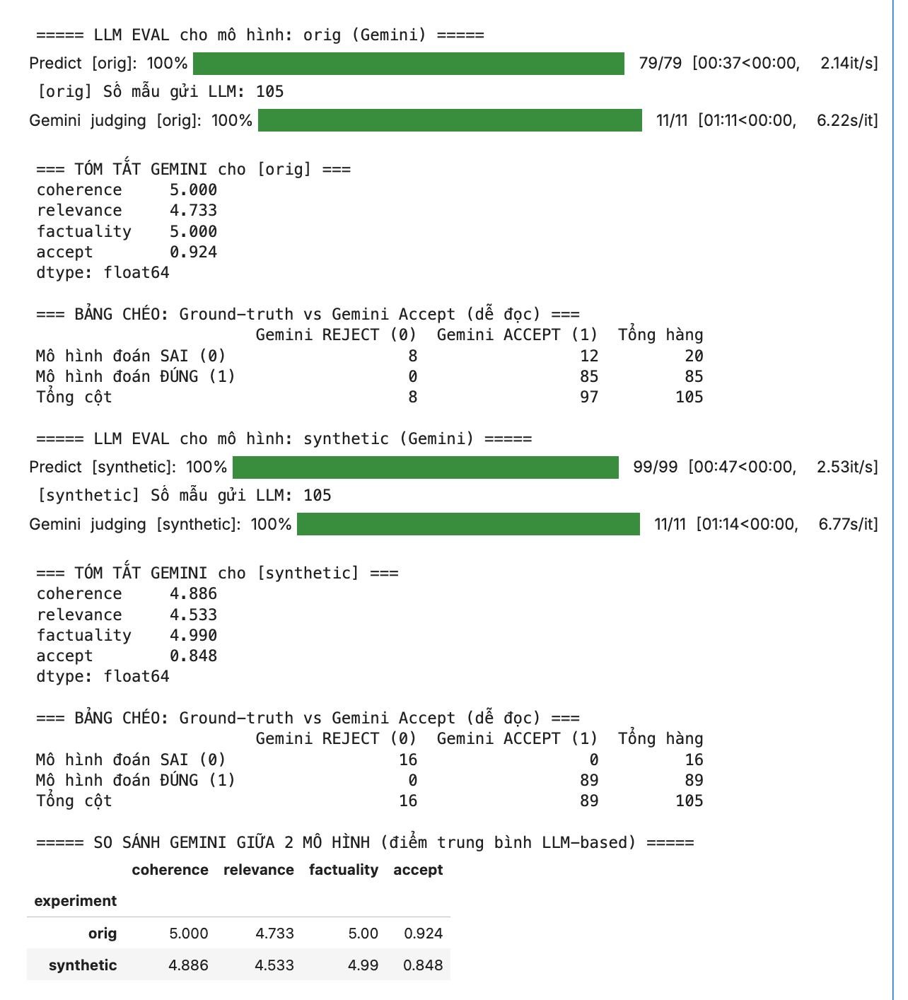 ===== LLM EVAL cho mô hình: orig (Gemini) =====
Predict [orig]: 100% 79/79 [00:37<00:00, 2.14it/s]
[orig] Số mẫu gửi LLM: 105
Gemini judging [orig]: 100% 11/11 [01:11<00:00, 6.22s/it]
=== TÓM TẮT GEMINI cho [orig] ===
coherence 5.000
relevance 4.733
factuality 5.000
accept 0.924
dtype: float64
=== BẢNG CHÉO: Ground-truth vs Gemini Accept (dễ đọc) ===
Gemini REJECT (0) Gemini ACCEPT (1) Tổng hàng
Mô hình đoán SAI (0) 8 12 20
Mô hình đoán ĐÚNG (1) 0 85 85
Tổng cột 8 97 105
===== LLM EVAL cho mô hình: synthetic (Gemini) =====
Predict [synthetic]: 100% 99/99 [00:47<00:00, 2.53it/s]
[synthetic] Số mẫu gửi LLM: 105
Gemini judging [synthetic]: 100% 11/11 [01:14<00:00, 6.77s/it]
=== TÓM TẮT GEMINI cho [synthetic] ===
coherence 4.886
relevance 4.533
factuality 4.990
accept 0.848
dtype: float64
=== BẢNG CHÉO: Ground-truth vs Gemini Accept (dễ đọc) ===
Gemini REJECT (0) Gemini ACCEPT (1) Tổng hàng
Mô hình đoán SAI (0) 16 0 16
Mô hình đoán ĐÚNG (1) 0 89 89
Tổng cột 16 89 105
===== SO SÁNH GEMINI GIỮA 2 MÔ HÌNH (điểm trung bình LLM-based) =====
coherence relevance factuality accept
experiment
orig 5.000 4.733 5.00 0.924
synthetic 4.886 4.533 4.99 0.848